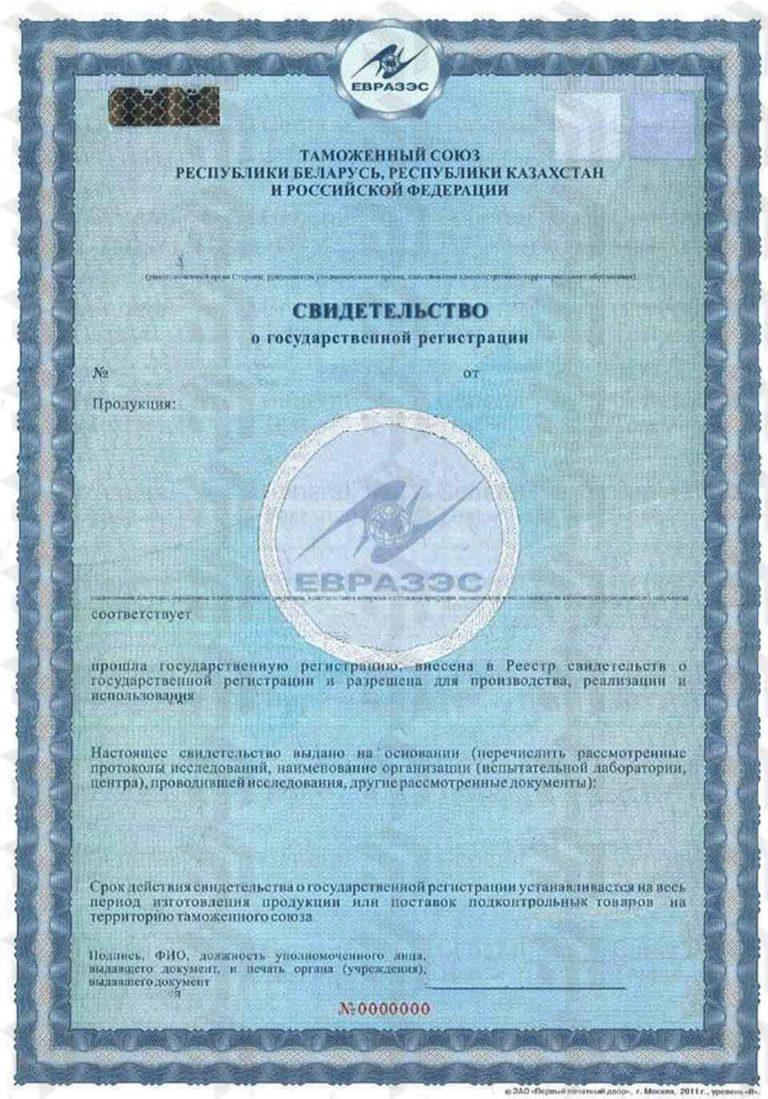 ЕВРАЗЭС
ТАМОЖЕННЫЙ СОЮЗ
РЕСПУБЛИКИ БЕЛАРУСЬ, РЕСПУБЛИКИ КАЗАХСТАН
И РОССИЙСКОЙ ФЕДЕРАЦИИ
(уполномоченный орган Стороны, руководитель уполномоченного органа, наименование административно-территориального образования)
СВИДЕТЕЛЬСТВО
о государственной регистрации
№ от
Продукция:
ЕВРАЗЭС
соответствует
прошла государственную регистрацию, внесена в Реестр свидетельств о
государственной регистрации и разрешена для производства, реализации и
использования
Настоящее свидетельство выдано на основании (перечислить рассмотренные
протоколы исследований, наименование организации (испытательной лаборатории,
центра), проводившей исследования, другие рассмотренные документы):
Срок действия свидетельства о государственной регистрации устанавливается на весь
период изготовления продукции или поставок подконтрольных товаров на
территорию таможенного союза
Подпись, ФИО, должность уполномоченного лица,
выдавшего документ, и печать органа (учреждения),
выдавшего документ
№0000000
© ЗАО «Первый печатный двор», г. Москва, 2011 г., уровень «В».